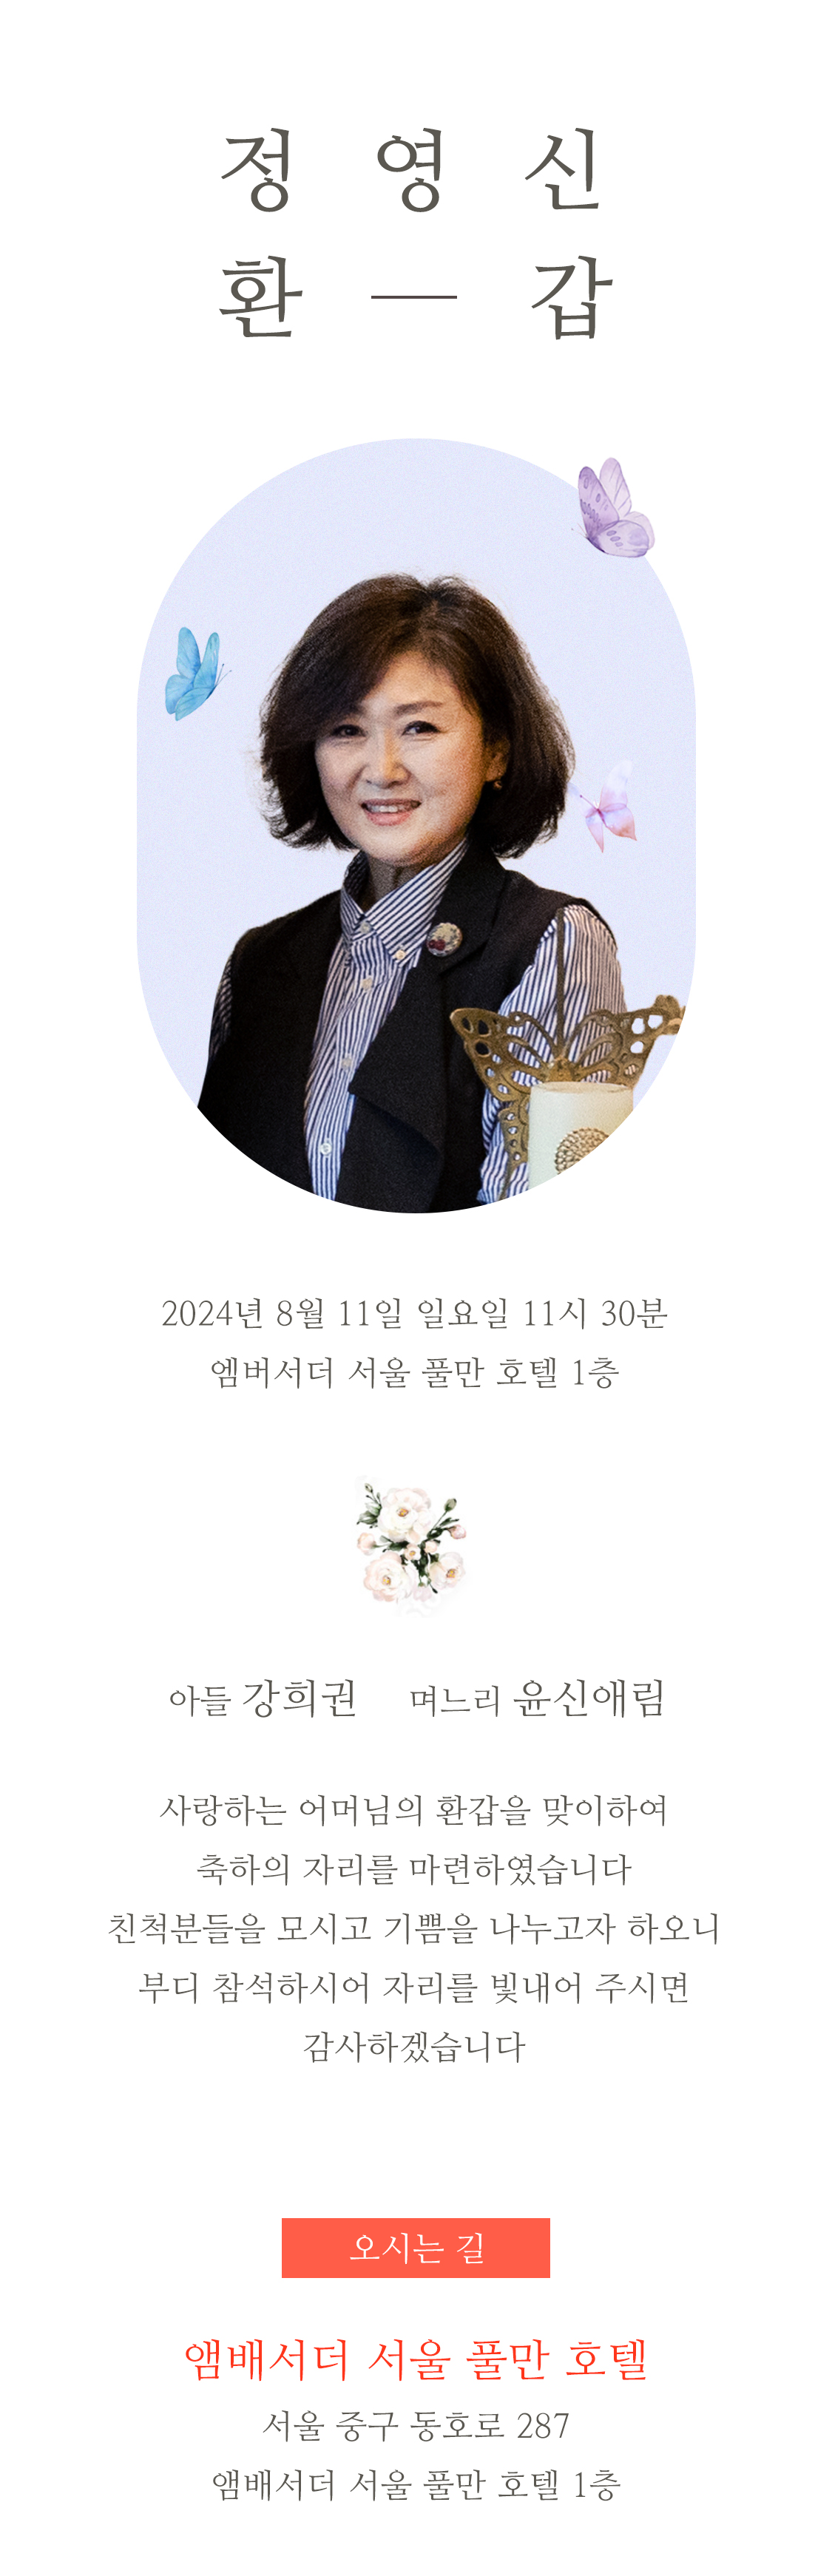 정 영 신
환 — 갑
2024년 8월 11일 일요일 11시 30분
엠버서더 서울 풀만 호텔 1층
아들 강희권 며느리 윤신애림
사랑하는 어머님의 환갑을 맞이하여
축하의 자리를 마련하였습니다
친척분들을 모시고 기쁨을 나누고자 하오니
부디 참석하시어 자리를 빛내어 주시면
감사하겠습니다
오시는 길
앰배서더 서울 풀만 호텔
서울 중구 동호로 287
앰배서더 서울 풀만 호텔 1층